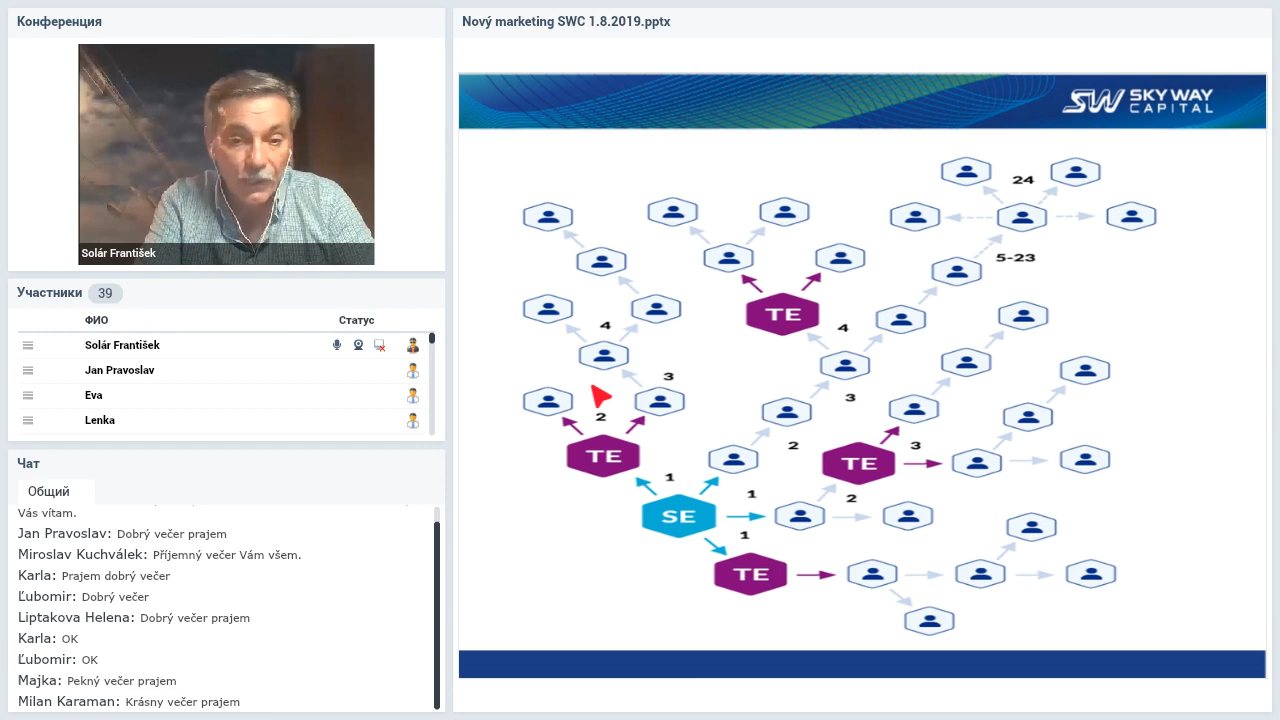 Конференция
Solár František
Участники 39
ФИО Статус
Solár František
Jan Pravoslav
Eva
Lenka
Чат
Общий
Vás vítam.
Jan Pravoslav: Dobrý večer prajem
Miroslav Kuchválek: Příjemný večer Vám všem.
Karla: Prajem dobrý večer
Ľubomir: Dobrý večer
Liptakova Helena: Dobrý večer prajem
Karla: OK
Ľubomir: OK
Majka: Pekný večer prajem
Milan Karaman: Krásny večer prajem
Nový marketing SWC 1.8.2019.pptx
SW SKY WAY
CAPITAL
24
5-23
TE
4
4
3
3
2
2
TE
TE
3
1
1
2
SE
1
TE